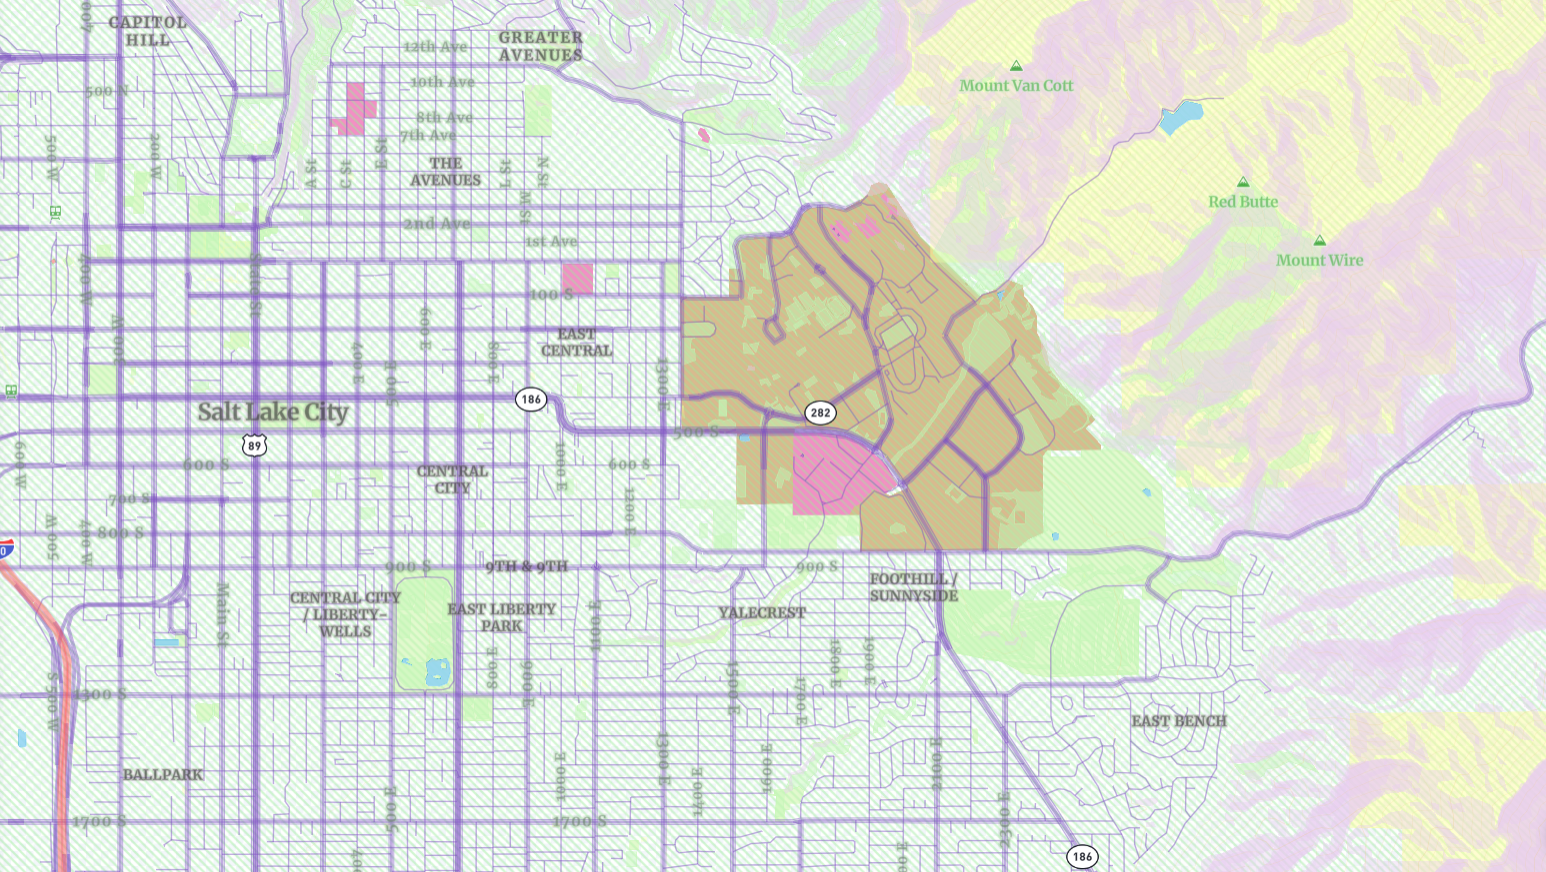 CAPITOL
HILL
GREATER
AVENUES
12th Ave
10th Ave
8th Ave
7th Ave
500 N
500 W
200 W
A St
C St
E St
THE
AVENUES
L St
N St
M St
2nd Ave
1st Ave
Mount Van Cott
Red Butte
Mount Wire
State St
100 S
EAST
CENTRAL
600 E
400 E
800 E
1300 E
186
282
Salt Lake City
89
500 S
600 S
600 S
CENTRAL
CITY
600 W
1000 E
1200 E
700 S
800 S
500 W
400 W
900 S
9TH & 9TH
900 S
FOOTHILL /
SUNNYSIDE
CENTRAL CITY
/ LIBERTY-
WELLS
EAST LIBERTY
PARK
YALECREST
Main St
1100 E
800 E
900 E
1500 E
1700 E
1800 E
1900 E
1300 S
EAST BENCH
BALLPARK
500 E
1000 E
1300 E
1400 E
1600 E
2100 E
2300 E
1700 S
1700 S
186